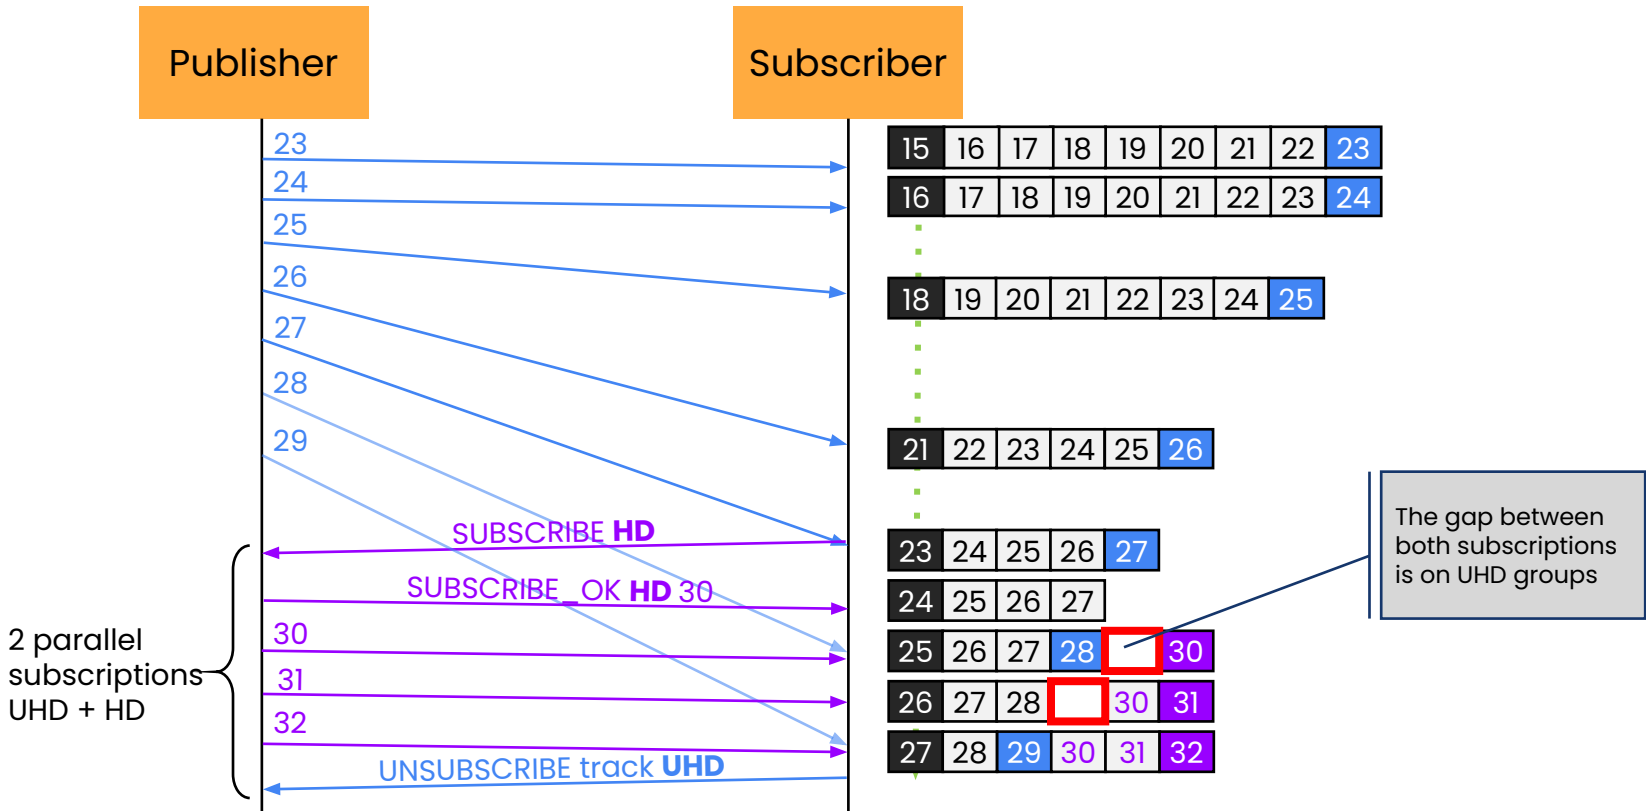 Publisher
Subscriber
23
24
25
26
27
28
29
SUBSCRIBE HD
SUBSCRIBE_OK HD 30
30
31
32
UNSUBSCRIBE track UHD
2 parallel
subscriptions
UHD + HD
15 16 17 18 19 20 21 22 23
16 17 18 19 20 21 22 23 24
18 19 20 21 22 23 24 25
21 22 23 24 25 26
23 24 25 26 27
24 25 26 27
25 26 27 28 30
26 27 28 30 31
27 28 29 30 31 32
The gap between
both subscriptions
is on UHD groups